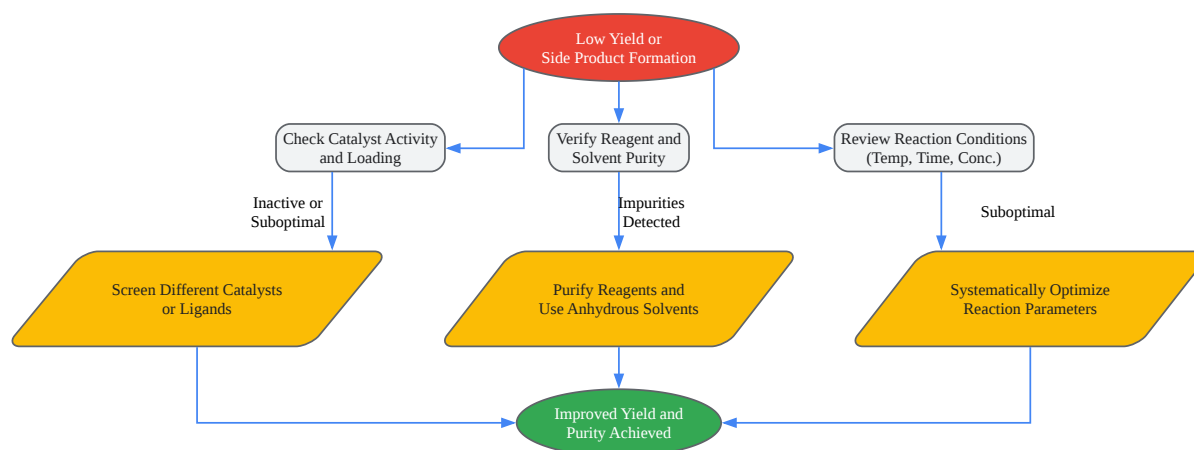 Low Yield or
Side Product Formation
Check Catalyst Activity
and Loading
Verify Reagent and
Solvent Purity
Review Reaction Conditions
(Temp, Time, Conc.)
Inactive or
Suboptimal
Impurities
Detected
Suboptimal
Screen Different Catalysts
or Ligands
Purify Reagents and
Use Anhydrous Solvents
Systematically Optimize
Reaction Parameters
Improved Yield and
Purity Achieved